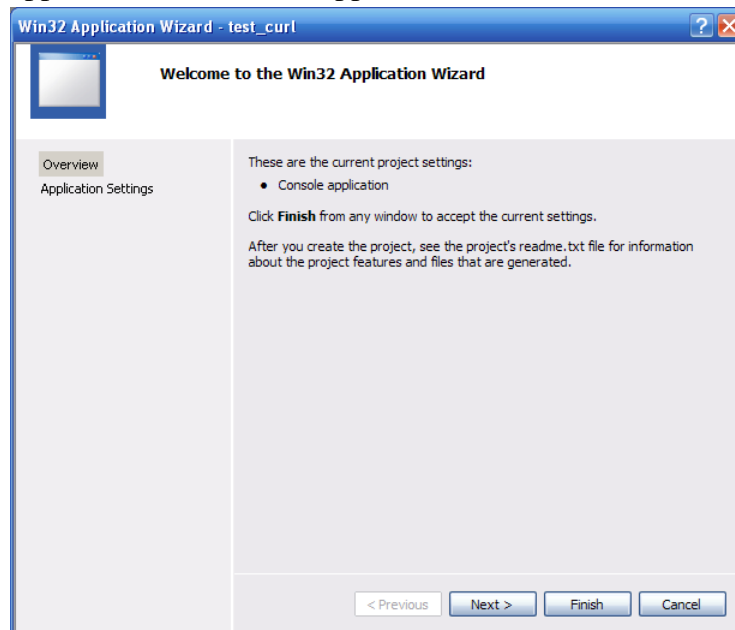 Win32 Application Wizard - test_curl
Welcome to the Win32 Application Wizard
Overview
Application Settings
These are the current project settings:
• Console application
Click Finish from any window to accept the current settings.
After you create the project, see the project's readme.txt file for information
about the project features and files that are generated.
< Previous
Next >
Finish
Cancel